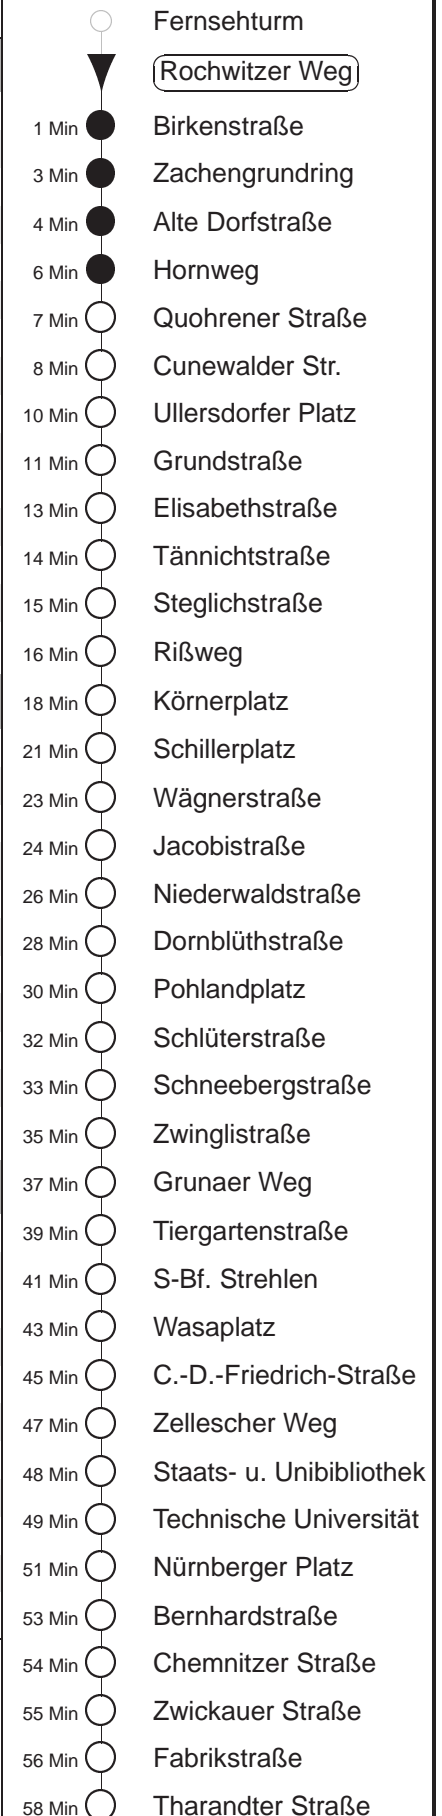 Fernsehturm
Rochwitzer Weg
1 Min Birkenstraße
3 Min Zachengrundring
4 Min Alte Dorfstraße
6 Min Hornweg
7 Min Quohrener Straße
8 Min Cunewalder Str.
10 Min Ullersdorfer Platz
11 Min Grundstraße
13 Min Elisabethstraße
14 Min Tännichtstraße
15 Min Steglichstraße
16 Min Rißweg
18 Min Körnerplatz
21 Min Schillerplatz
23 Min Wägnerstraße
24 Min Jacobistraße
26 Min Niederwaldstraße
28 Min Dornblüthstraße
30 Min Pohlandplatz
32 Min Schlüterstraße
33 Min Schneebergstraße
35 Min Zwinglistraße
37 Min Grunaer Weg
39 Min Tiergartenstraße
41 Min S-Bf. Strehlen
43 Min Wasaplatz
45 Min C.-D.-Friedrich-Straße
47 Min Zellescher Weg
48 Min Staats- u. Unibibliothek
49 Min Technische Universität
51 Min Nürnberger Platz
53 Min Bernhardstraße
54 Min Chemnitzer Straße
55 Min Zwickauer Straße
56 Min Fabrikstraße
58 Min Tharandter Straße